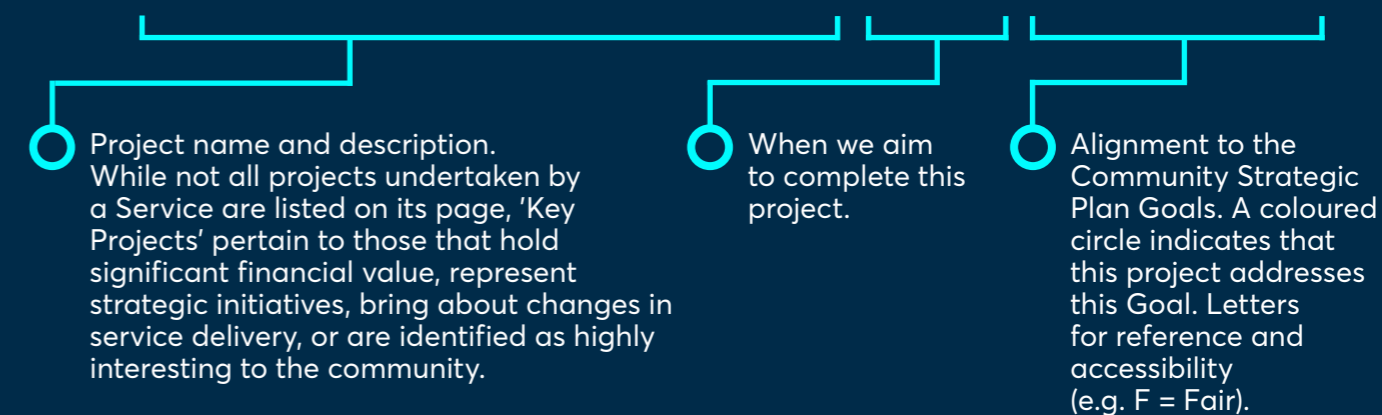 Project name and description.
While not all projects undertaken by
a Service are listed on its page, 'Key
Projects' pertain to those that hold
significant financial value, represent
strategic initiatives, bring about changes in
service delivery, or are identified as highly
interesting to the community.
When we aim
to complete this
project.
Alignment to the
Community Strategic
Plan Goals. A coloured
circle indicates that
this project addresses
this Goal. Letters
for reference and
accessibility
(e.g. F = Fair).